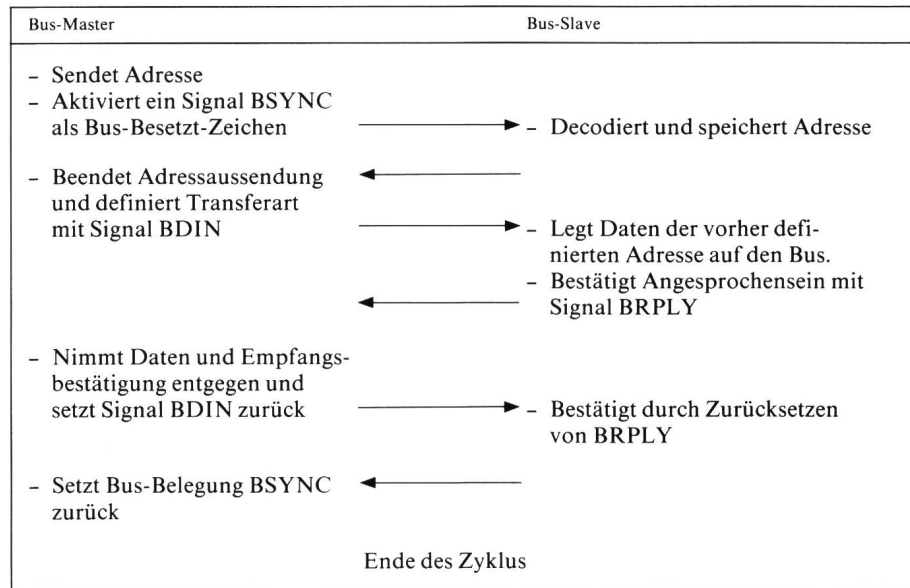 Bus-Master Bus-Slave
– Sendet Adresse
– Aktiviert ein Signal BSYNC
als Bus-Besetzt-Zeichen – Decodiert und speichert Adresse
– Beendet Adressaussendung
und definiert Transferart
mit Signal BDIN – Legt Daten der vorher defi-
nierten Adresse auf den Bus.
– Bestätigt Angesprochensein mit
Signal BRPLY
– Nimmt Daten und Empfangs-
bestätigung entgegen und
setzt Signal BDIN zurück – Bestätigt durch Zurücksetzen
von BRPLY
– Setzt Bus-Belegung BSYNC
zurück
Ende des Zyklus